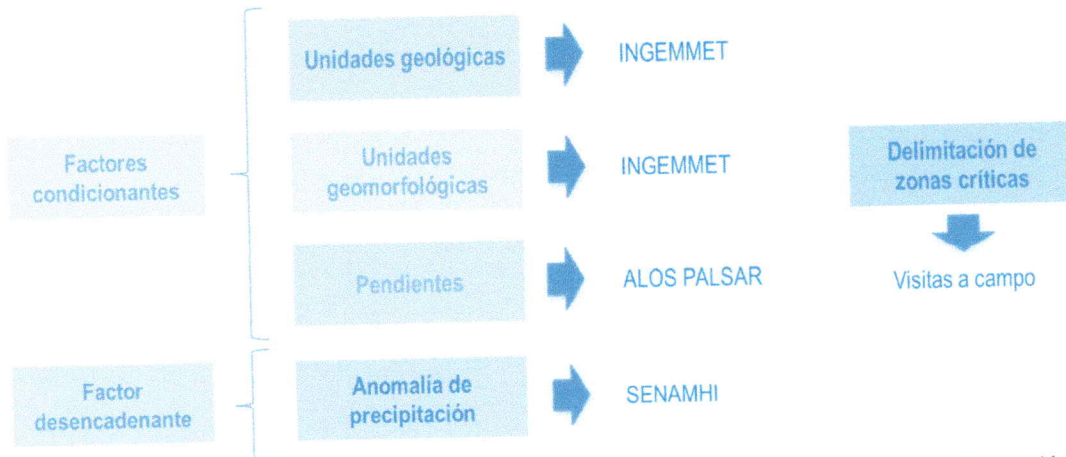 Unidades geológicas
INGEMMET
Factores
condicionantes
Unidades
geomorfológicas
INGEMMET
Delimitación de
zonas críticas
Pendientes
ALOS PALSAR
Visitas a campo
Factor
desencadenante
Anomalía de
precipitación
SENAMHI